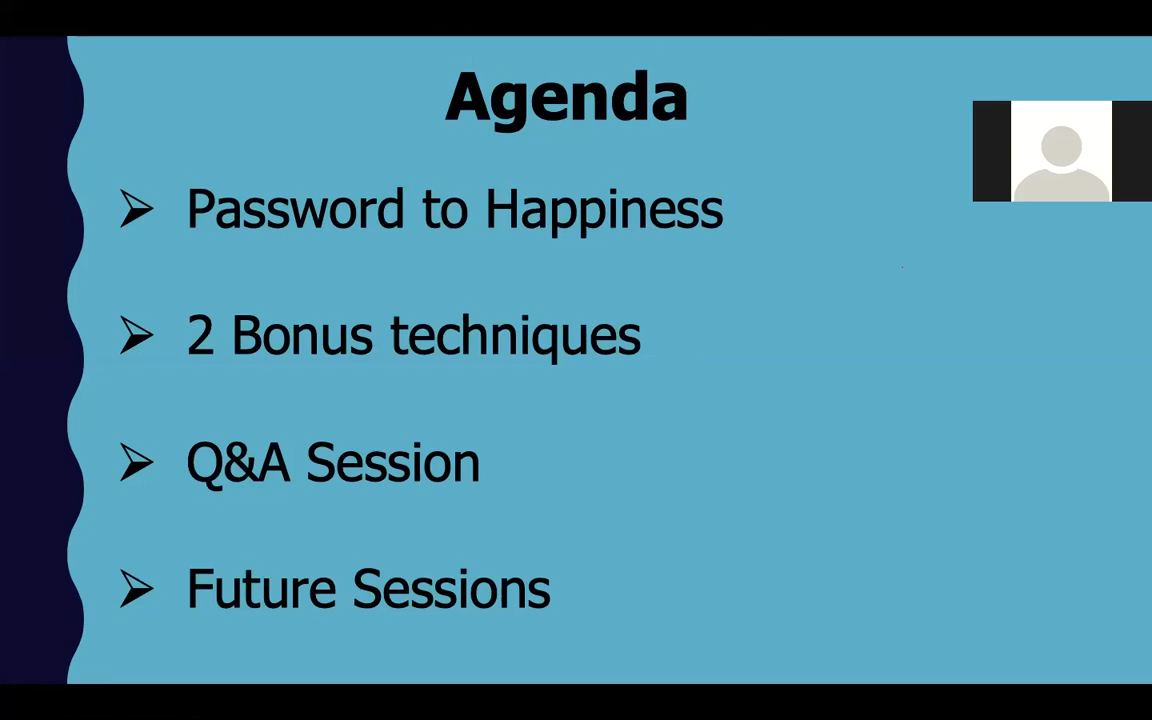 Agenda
Password to Happiness
2 Bonus techniques
Q&A Session
Future Sessions